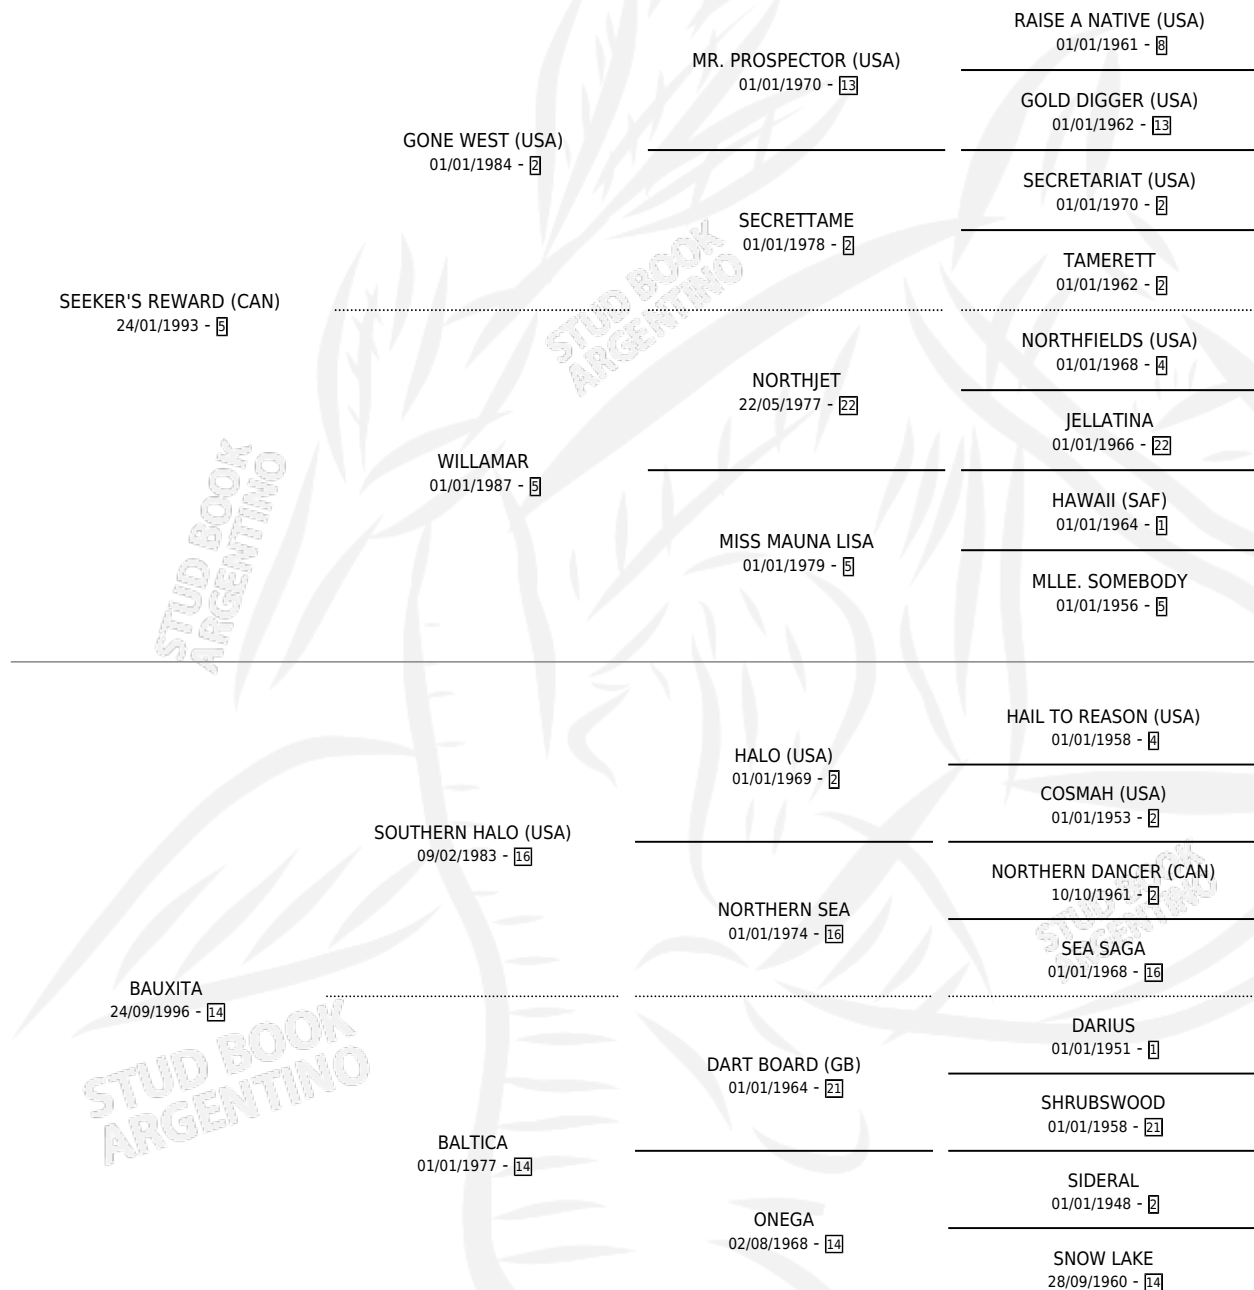 RAISE A NATIVE (USA)
01/01/1961 - 8
MR. PROSPECTOR (USA)
01/01/1970 - 13
GOLD DIGGER (USA)
01/01/1962 - 13
GONE WEST (USA)
01/01/1984 - 2
SECRETARIAT (USA)
01/01/1970 - 2
SECRETTAME
01/01/1978 - 2
TAMERETT
01/01/1962 - 2
SEEKER'S REWARD (CAN)
24/01/1993 - 5
NORTHFIELDS (USA)
01/01/1968 - 4
NORTHJET
22/05/1977 - 22
JELLATINA
01/01/1966 - 22
WILLAMAR
01/01/1987 - 5
HAWAII (SAF)
01/01/1964 - 1
MISS MAUNA LISA
01/01/1979 - 5
MLLE. SOMEBODY
01/01/1956 - 5
HAIL TO REASON (USA)
01/01/1958 - 4
HALO (USA)
01/01/1969 - 2
COSMAH (USA)
01/01/1953 - 2
SOUTHERN HALO (USA)
09/02/1983 - 16
NORTHERN DANCER (CAN)
10/10/1961 - 2
NORTHERN SEA
01/01/1974 - 16
SEA SAGA
01/01/1968 - 16
BAUXITA
24/09/1996 - 14
DARIUS
01/01/1951 - 1
DART BOARD (GB)
01/01/1964 - 21
SHRUBSWOOD
01/01/1958 - 21
BALTICA
01/01/1977 - 14
SIDERAL
01/01/1948 - 2
ONEGA
02/08/1968 - 14
SNOW LAKE
28/09/1960 - 14
STUD BOOK
ARGENTINO
STUD BOOK
ARGENTINO
STUD BOOK
ARGENTINO
STUD BOOK
ARGENTINO